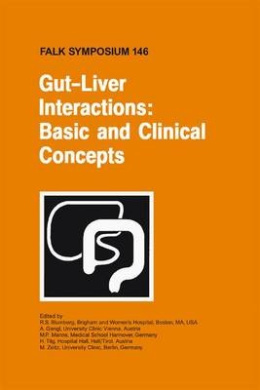 FALK SYMPOSIUM 146
Gut–Liver
Interactions:
Basic and Clinical
Concepts
Edited by
R.S. Blumberg, Brigham and Women's Hospital, Boston, MA, USA
A. Gangl, University Clinic Vienna, Austria
M.P. Manns, Medical School Hannover, Germany
H. Tilg, Hospital Hall, Hall/Tirol, Austria
M. Zeitz, University Clinic, Berlin, Germany